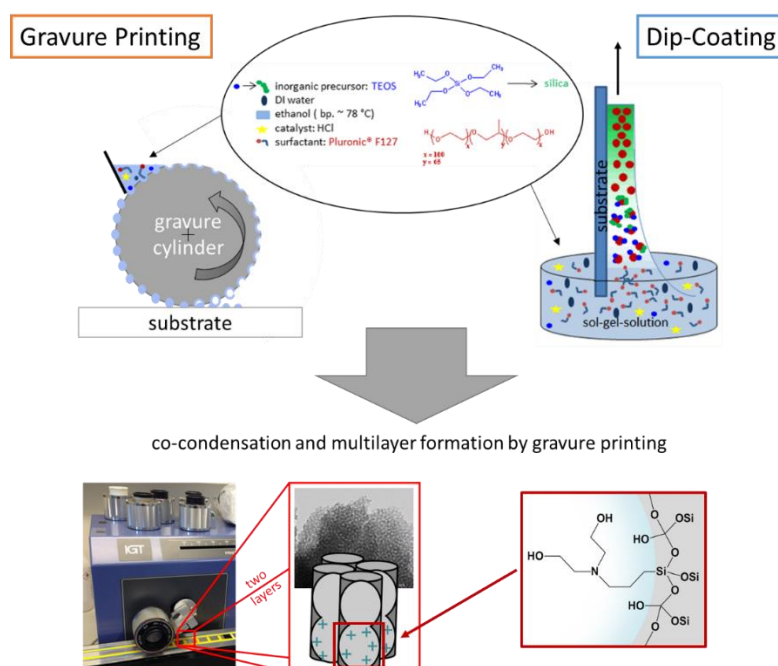 Gravure Printing
Dip-Coating
inorganic precursor: TEOS
DI water
ethanol ( bp. ~ 78 °C)
catalyst: HCl
surfactant: Pluronic® F127
silica
x = 100
y = 65
gravure
cylinder
substrate
substrate
sol-gel-solution
co-condensation and multilayer formation by gravure printing
IGT
two
layers
OH
HO
N
Si
HO
OSi
O
O
OSi
O
HO
OSi